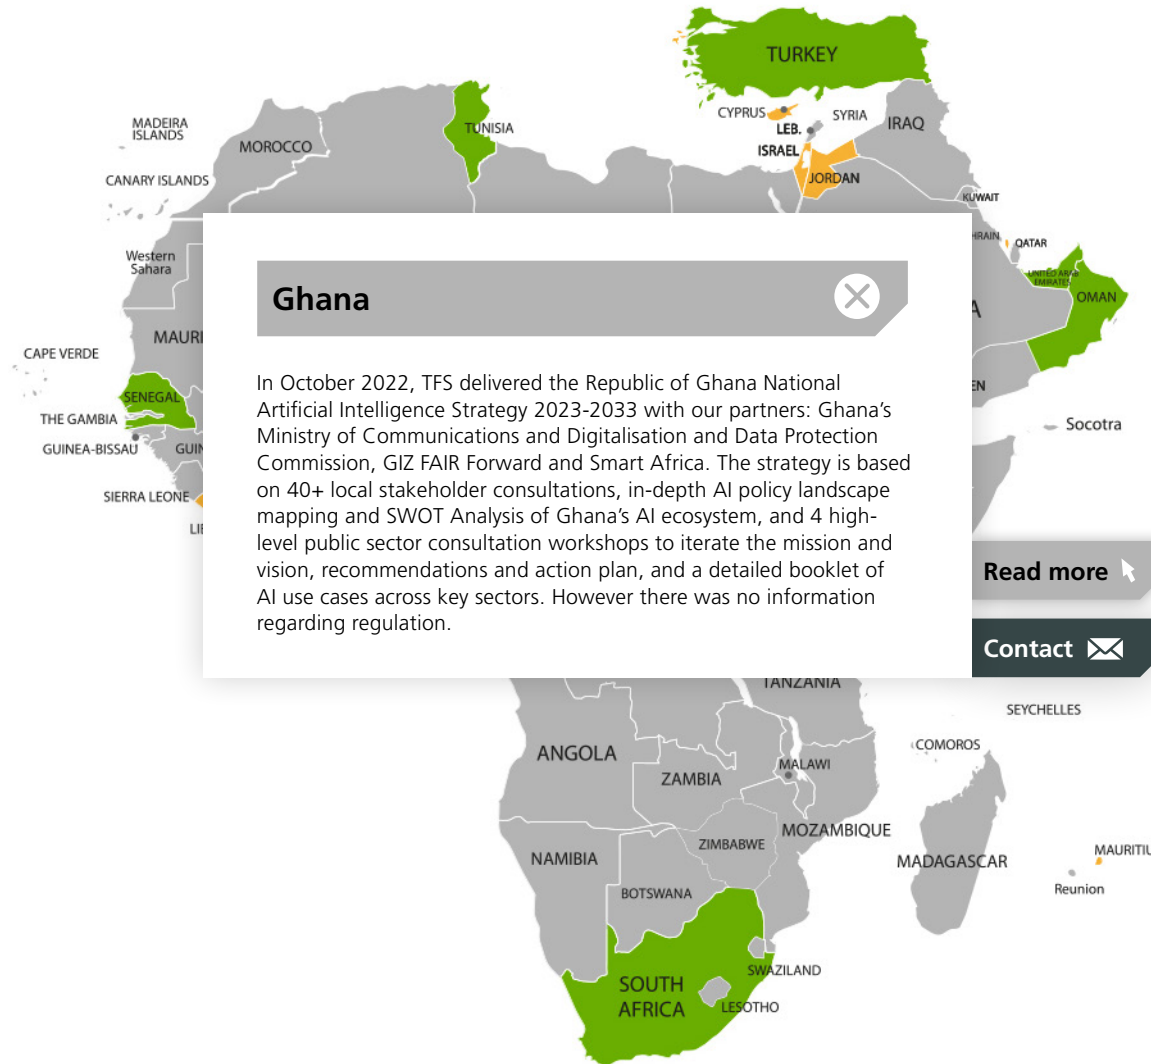 TURKEY
CYPRUS
SYRIA
LEB.
IRAQ
ISRAEL
JORDAN
KUWAIT
MADEIRA
ISLANDS
MOROCCO
TUNISIA
CANARY ISLANDS
Western
Sahara
QATAR
UNITED ARAB
EMIRATES
OMAN
CAPE VERDE
SENEGAL
THE GAMBIA
GUINEA-BISSAU
SIERRA LEONE
Socotra
Ghana
In October 2022, TFS delivered the Republic of Ghana National
Artificial Intelligence Strategy 2023-2033 with our partners: Ghana’s
Ministry of Communications and Digitalisation and Data Protection
Commission, GIZ FAIR Forward and Smart Africa. The strategy is based
on 40+ local stakeholder consultations, in-depth AI policy landscape
mapping and SWOT Analysis of Ghana’s AI ecosystem, and 4 high-
level public sector consultation workshops to iterate the mission and
vision, recommendations and action plan, and a detailed booklet of
AI use cases across key sectors. However there was no information
regarding regulation.
Read more
Contact
TANZANIA
SEYCHELLES
COMOROS
ANGOLA
MALAWI
ZAMBIA
MOZAMBIQUE
ZIMBABWE
MADAGASCAR
NAMIBIA
BOTSWANA
MAURITIU
Reunion
SWAZILAND
SOUTH
AFRICA
LESOTHO